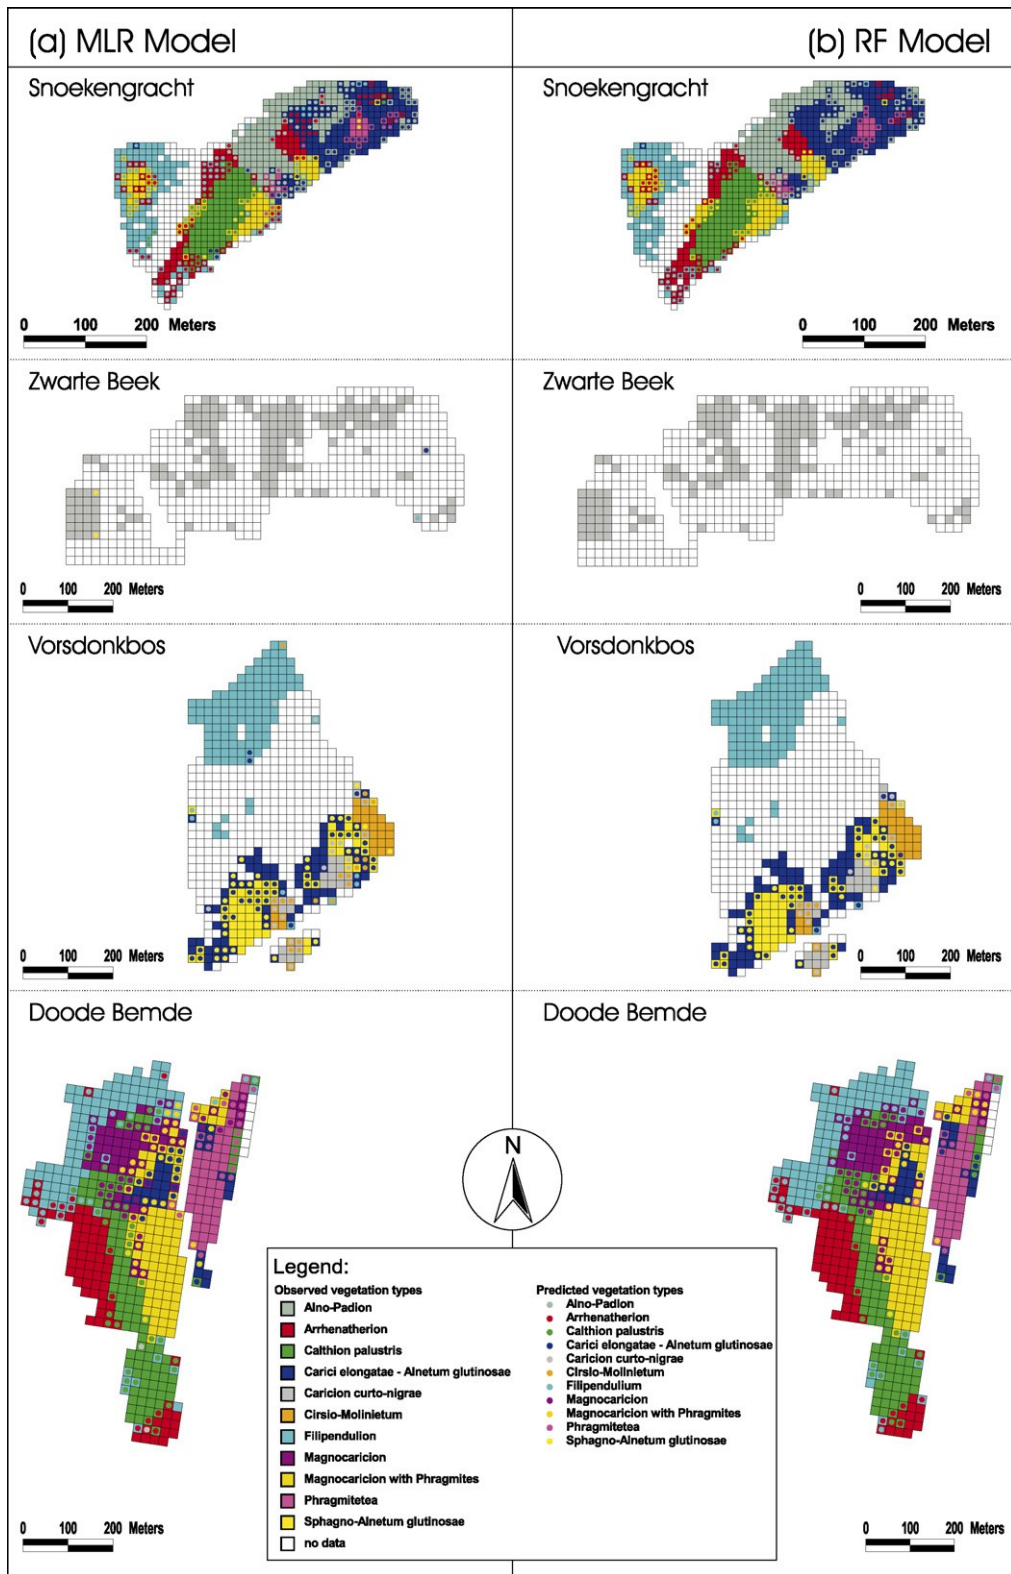 (a) MLR Model
(b) RF Model
Snoekengracht
Snoekengracht
0 100 200 Meters
0 100 200 Meters
Zwarte Beek
Zwarte Beek
0 100 200 Meters
0 100 200 Meters
Vorsdonkbos
Vorsdonkbos
0 100 200 Meters
0 100 200 Meters
Doode Bemde
Doode Bemde
N
Legend:
Observed vegetation types
Alno-Padion
Arrhenatherion
Calthion palustris
Carici elongatae - Alnetum glutinosae
Caricion curto-nigrae
Cirsio-Molinietum
Filipendulion
Magnocaricion
Magnocaricion with Phragmites
Phragmitetea
Sphagno-Alnetum glutinosae
no data
Predicted vegetation types
Alno-Padion
Arrhenatherion
Calthion palustris
Carici elongatae - Alnetum glutinosae
Caricion curto-nigrae
Cirsio-Molinietum
Filipendulium
Magnocaricion
Magnocaricion with Phragmites
Phragmitetea
Sphagno-Alnetum glutinosae
0 100 200 Meters
0 100 200 Meters